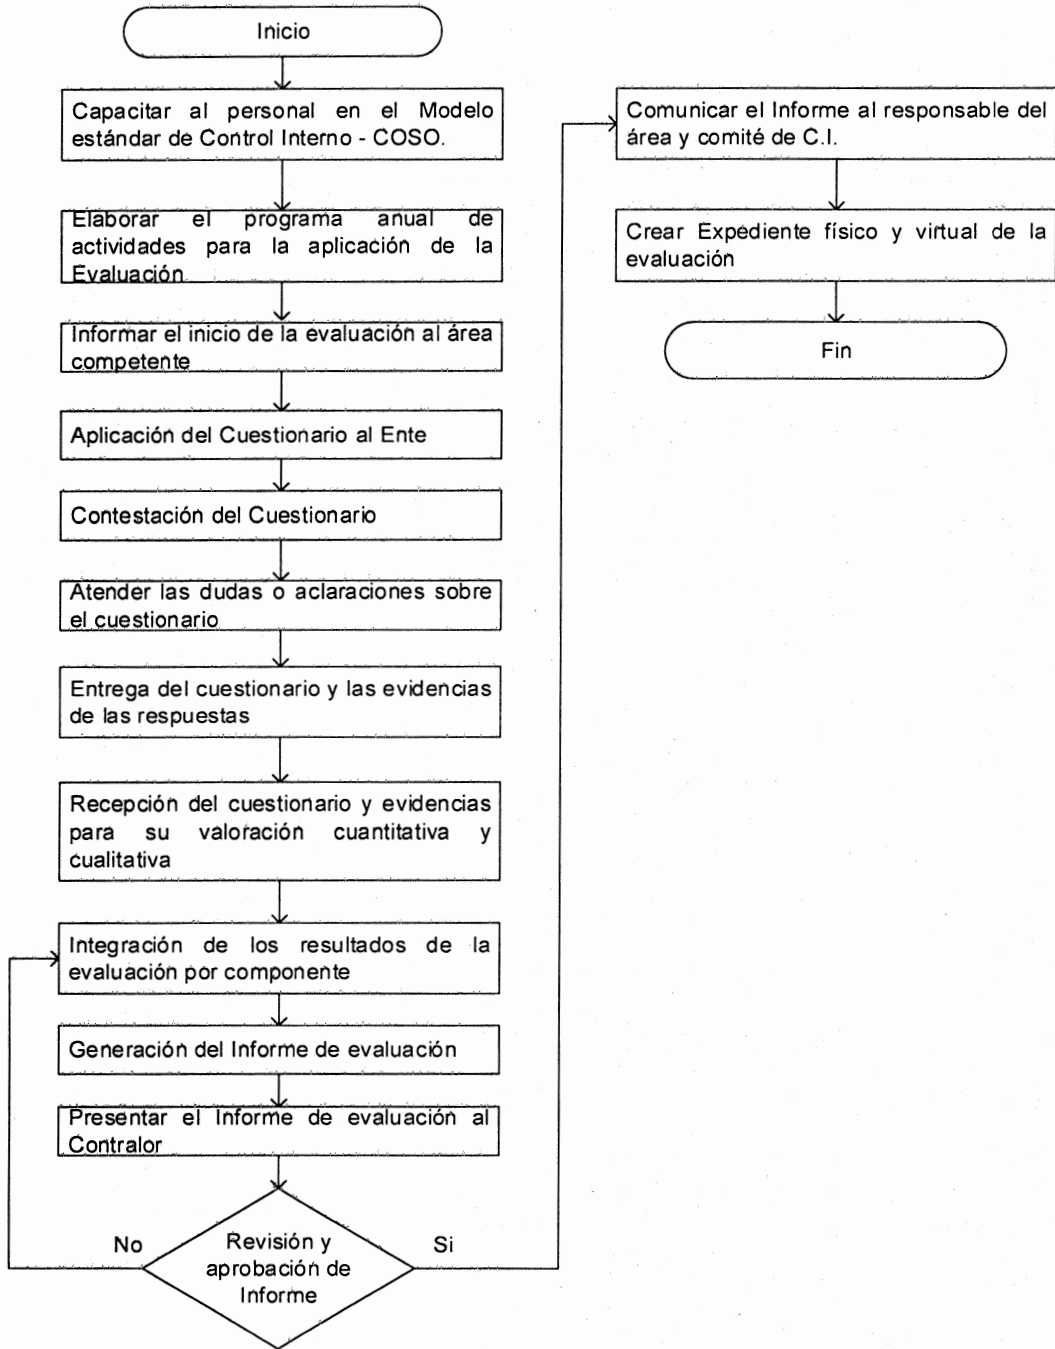 Inicio
Capacitar al personal en el Modelo
estándar de Control Interno - COSO.
Elaborar el programa anual de
actividades para la aplicación de la
Evaluación
Informar el inicio de la evaluación al área
competente
Aplicación del Cuestionario al Ente
Contestación del Cuestionario
Atender las dudas o aclaraciones sobre
el cuestionario
Entrega del cuestionario y las evidencias
de las respuestas
Recepción del cuestionario y evidencias
para su valoración cuantitativa y
cualitativa
Integración de los resultados de la
evaluación por componente
Generación del Informe de evaluación
Presentar el Informe de evaluación al
Contralor
No
Revisión y
aprobación de
Informe
Si
Comunicar el Informe al responsable del
área y comité de C.I.
Crear Expediente físico y virtual de la
evaluación
Fin